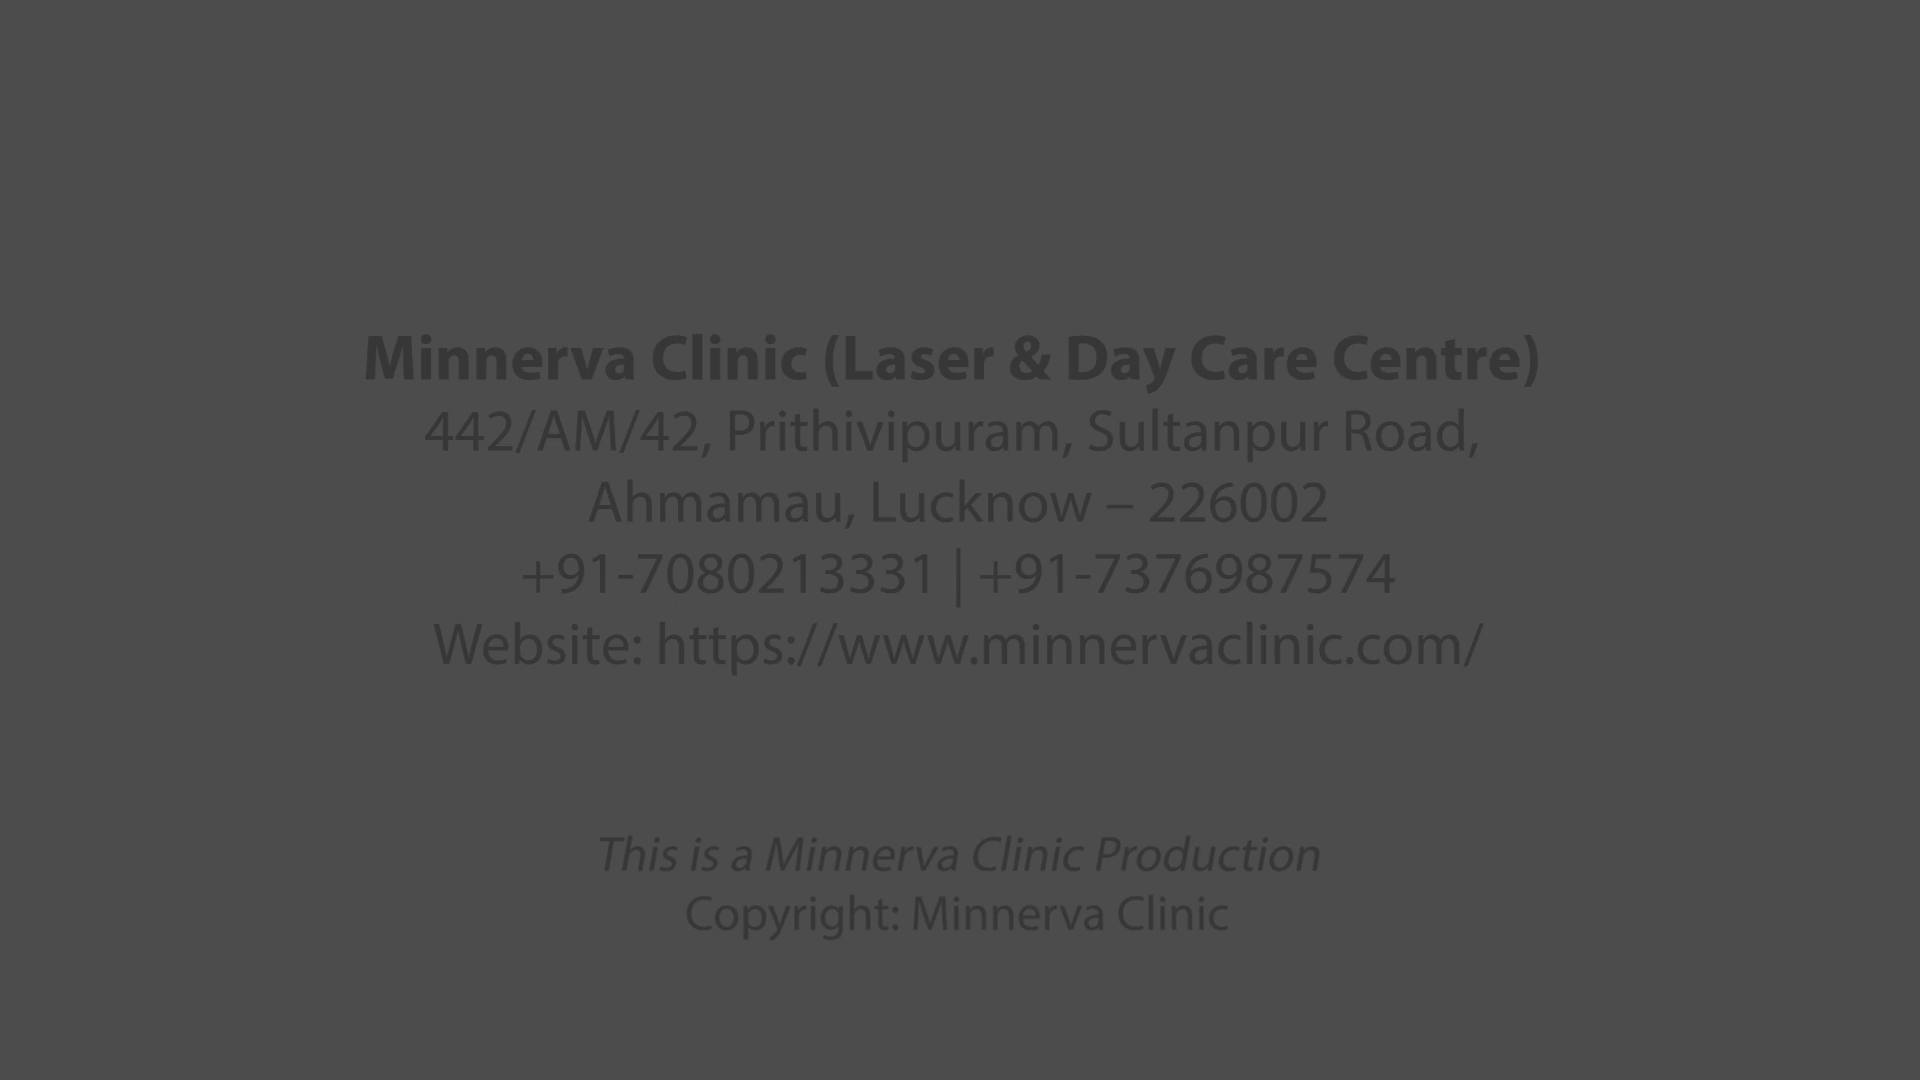 Minnerva Clinic (Laser & Day Care Centre)
442/AM/42, Prithivipuram, Sultanpur Road,
Ahmamau, Lucknow – 226002
+91-7080213331 | +91-7376987574
Website: https://www.minnervaclinic.com/
This is a Minnerva Clinic Production
Copyright: Minnerva Clinic